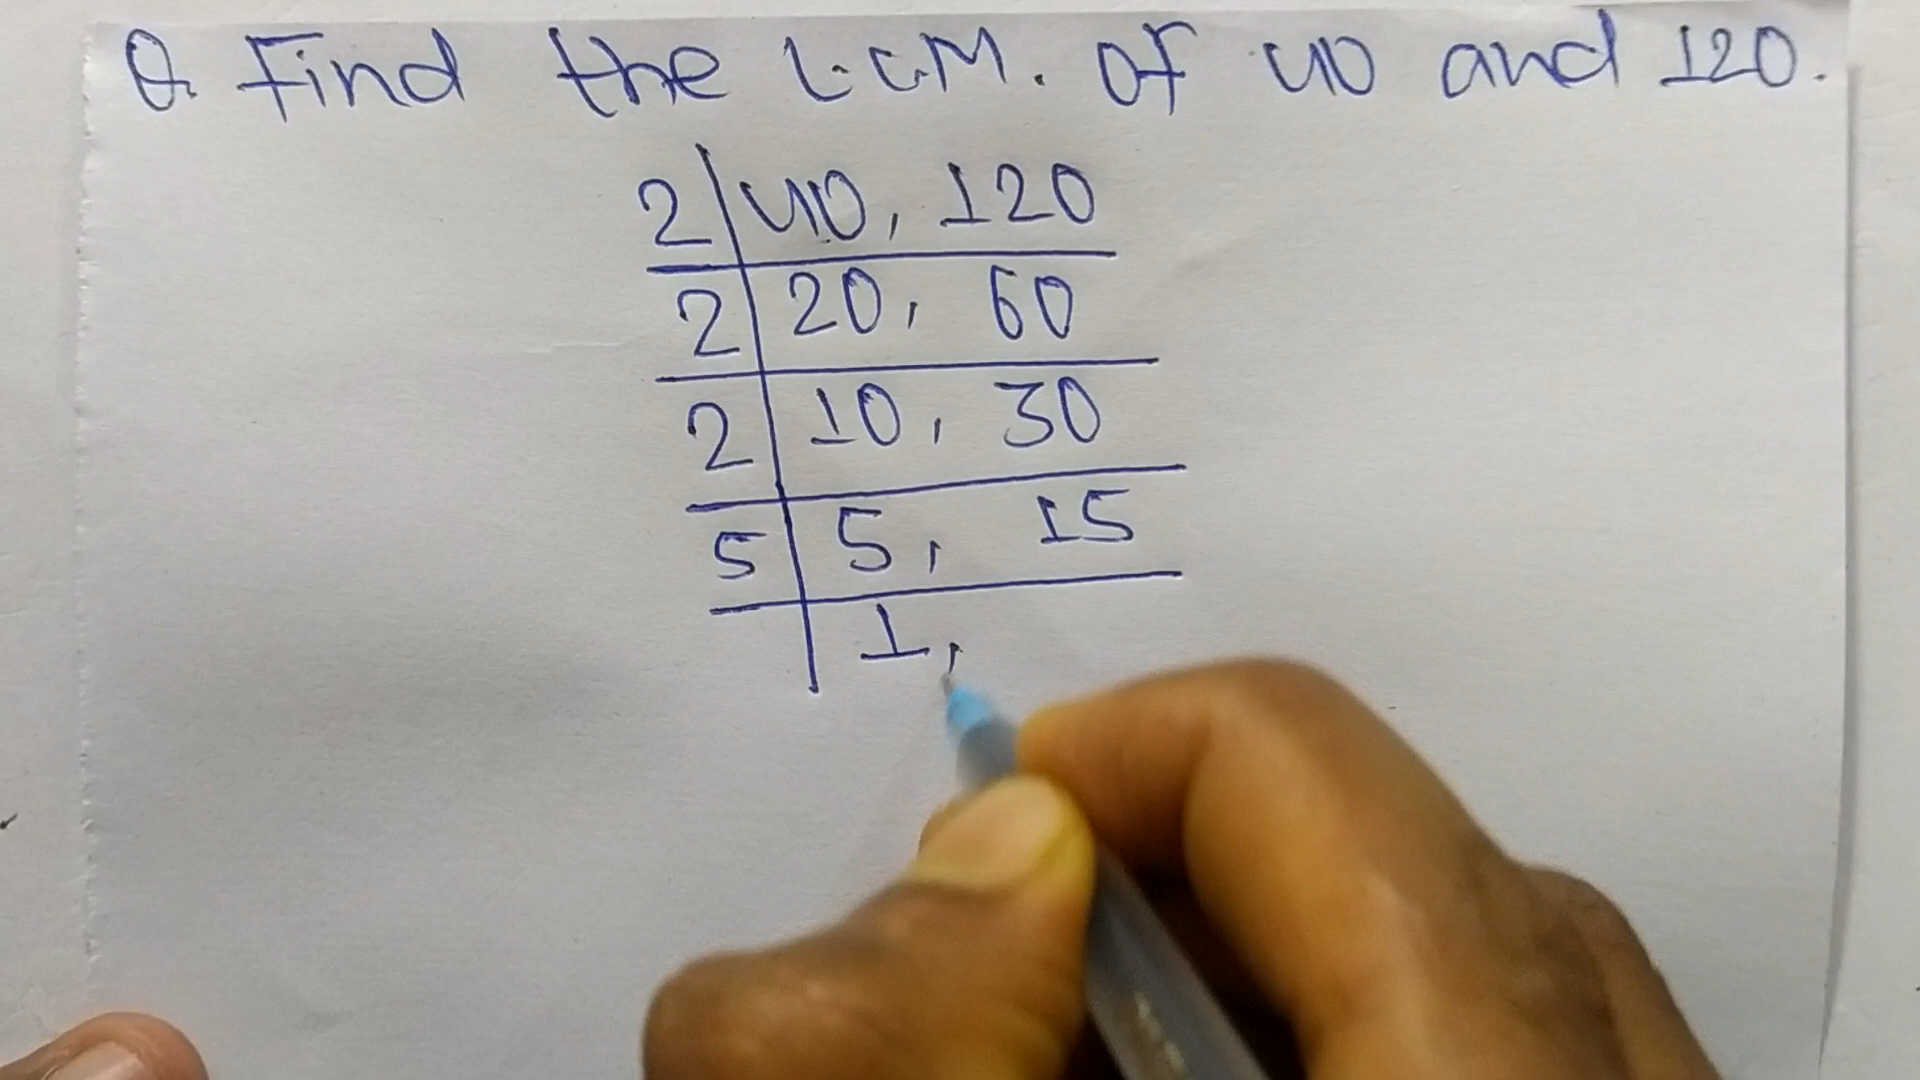 Q. Find the L.C.M. of 40 and 120.
2 40, 120
2 20, 60
2 10, 30
5 5, 15
1,